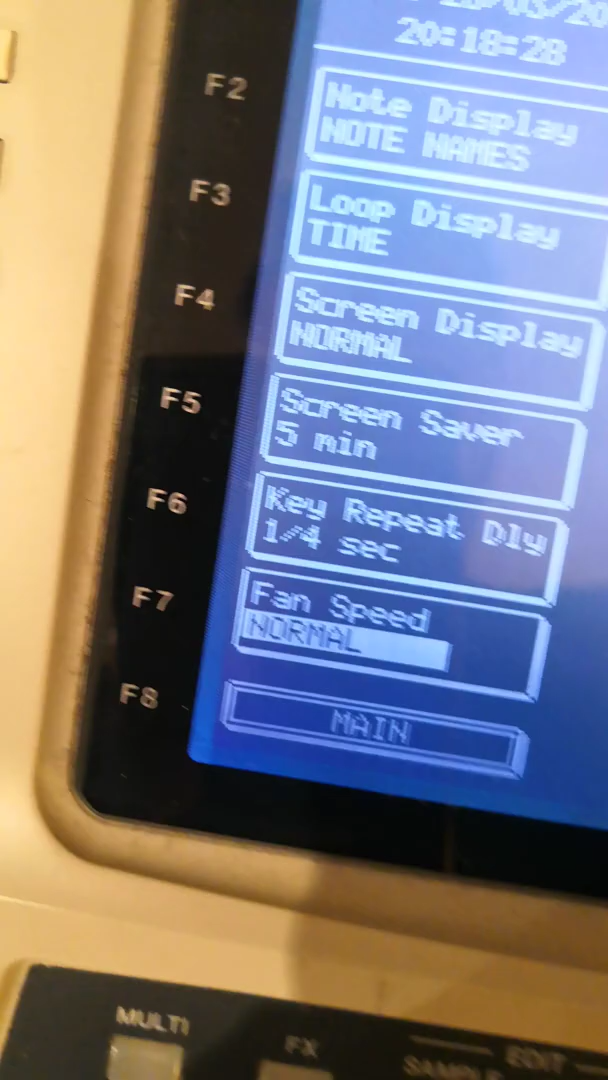 20:18:28
F2
Note Display
NOTE NAMES
F3
Loop Display
TIME
F4
Screen Display
NORMAL
F5
Screen Saver
5 min
F6
Key Repeat Dly
1/4 sec
F7
Fan Speed
NORMAL
F8
MAIN
MULTI
FX
EDIT
SAMPLE